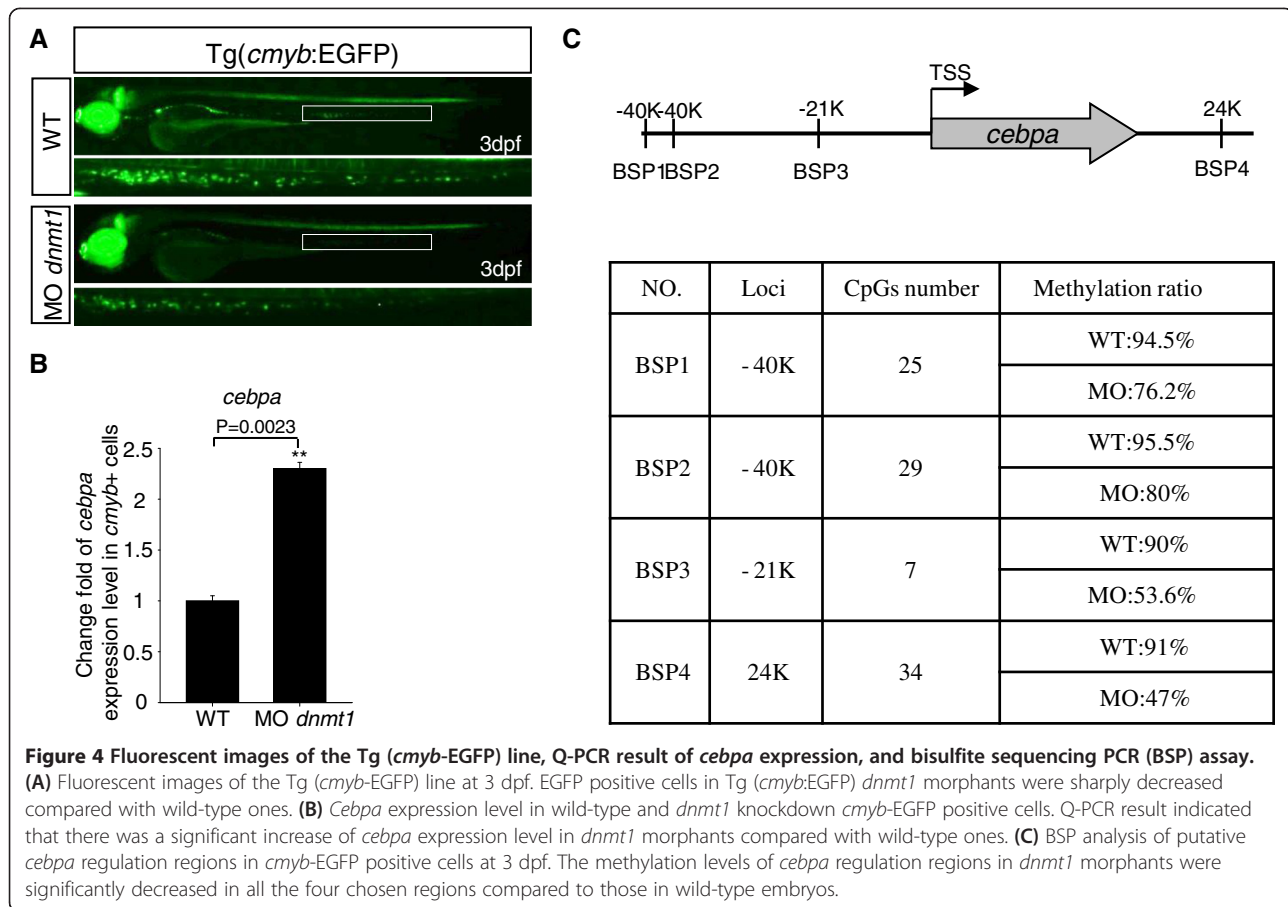 A
Tg(cmyb:EGFP)
WT
3dpf
MO dnmt1
3dpf
B
cebpa
P=0.0023
**
Change fold of cebpa
expression level in cmyb+ cells
2.5
2
1.5
1
0.5
0
WT MO dnmt1
C
TSS
-40K -40K -21K cebpa 24K
BSP1 BSP2 BSP3 BSP4
NO. Loci CpGs number Methylation ratio
BSP1 -40K 25 WT:94.5%
MO:76.2%
BSP2 -40K 29 WT:95.5%
MO:80%
BSP3 -21K 7 WT:90%
MO:53.6%
BSP4 24K 34 WT:91%
MO:47%
Figure 4 Fluorescent images of the Tg (cmyb-EGFP) line, Q-PCR result of cebpa expression, and bisulfite sequencing PCR (BSP) assay.
(A) Fluorescent images of the Tg (cmyb-EGFP) line at 3 dpf. EGFP positive cells in Tg (cmyb:EGFP) dnmt1 morphants were sharply decreased
compared with wild-type ones. (B) Cebpa expression level in wild-type and dnmt1 knockdown cmyb-EGFP positive cells. Q-PCR result indicated
that there was a significant increase of cebpa expression level in dnmt1 morphants compared with wild-type ones. (C) BSP analysis of putative
cebpa regulation regions in cmyb-EGFP positive cells at 3 dpf. The methylation levels of cebpa regulation regions in dnmt1 morphants were
significantly decreased in all the four chosen regions compared to those in wild-type embryos.